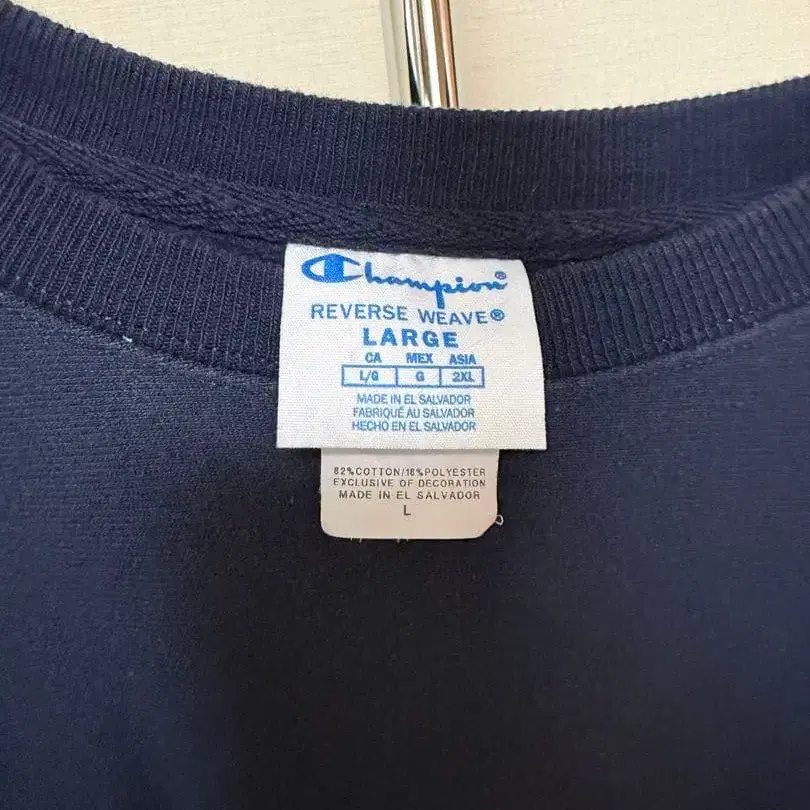 Champion®
REVERSE WEAVE®
LARGE
CA MEX ASIA
L/G G 2XL
MADE IN EL SALVADOR
FABRIQUÉ AU SALVADOR
HECHO EN EL SALVADOR
82%COTTON/18%POLYESTER
EXCLUSIVE OF DECORATION
MADE IN EL SALVADOR
L